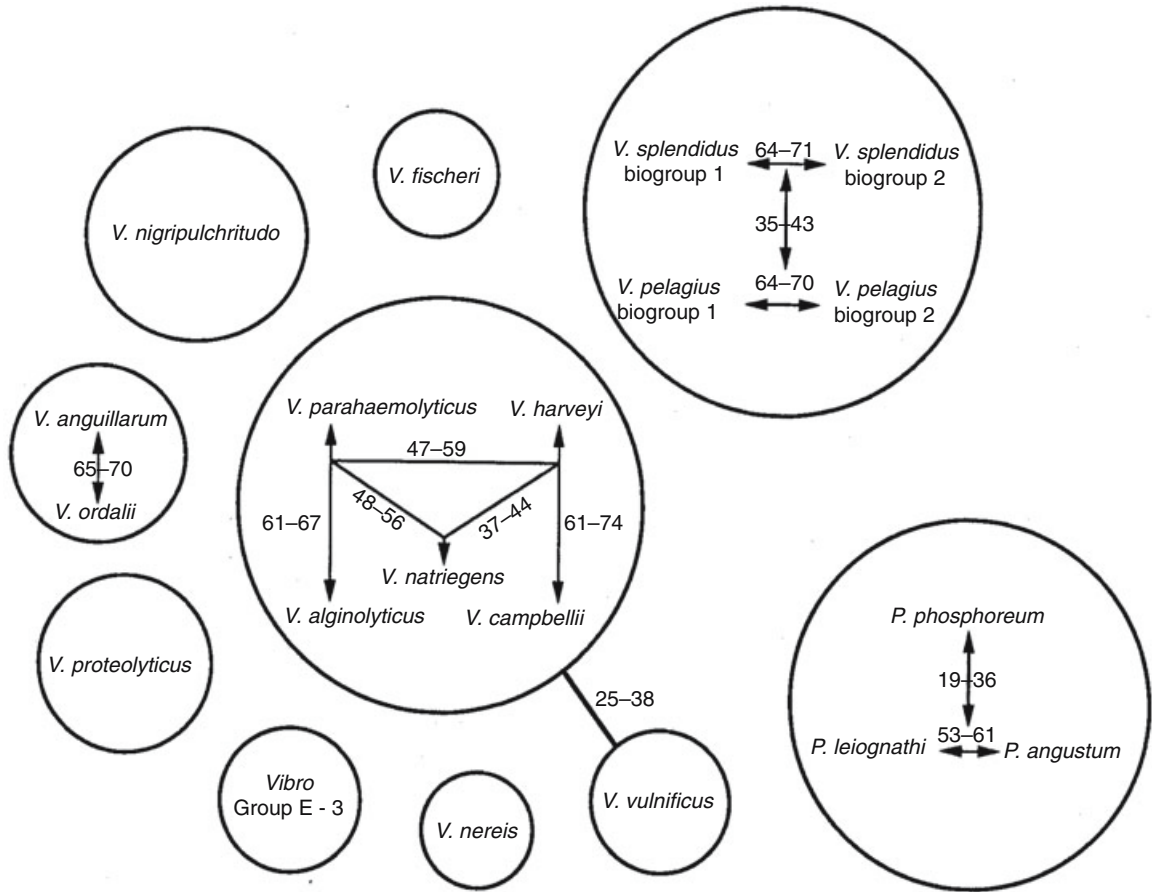 V. fischeri
V. nigripulchritudo
V. splendidus
biogroup 1
64–71
V. splendidus
biogroup 2
35–43
V. pelagius
biogroup 1
64–70
V. pelagius
biogroup 2
V. anguillarum
65–70
V. ordalii
V. parahaemolyticus
V. harveyi
47–59
48–56
37–44
61–67
61–74
V. natriegens
V. alginolyticus
V. campbellii
V. proteolyticus
25–38
Vibro
Group E - 3
V. nereis
V. vulnificus
P. phosphoreum
19–36
53–61
P. leiognathi
P. angustum